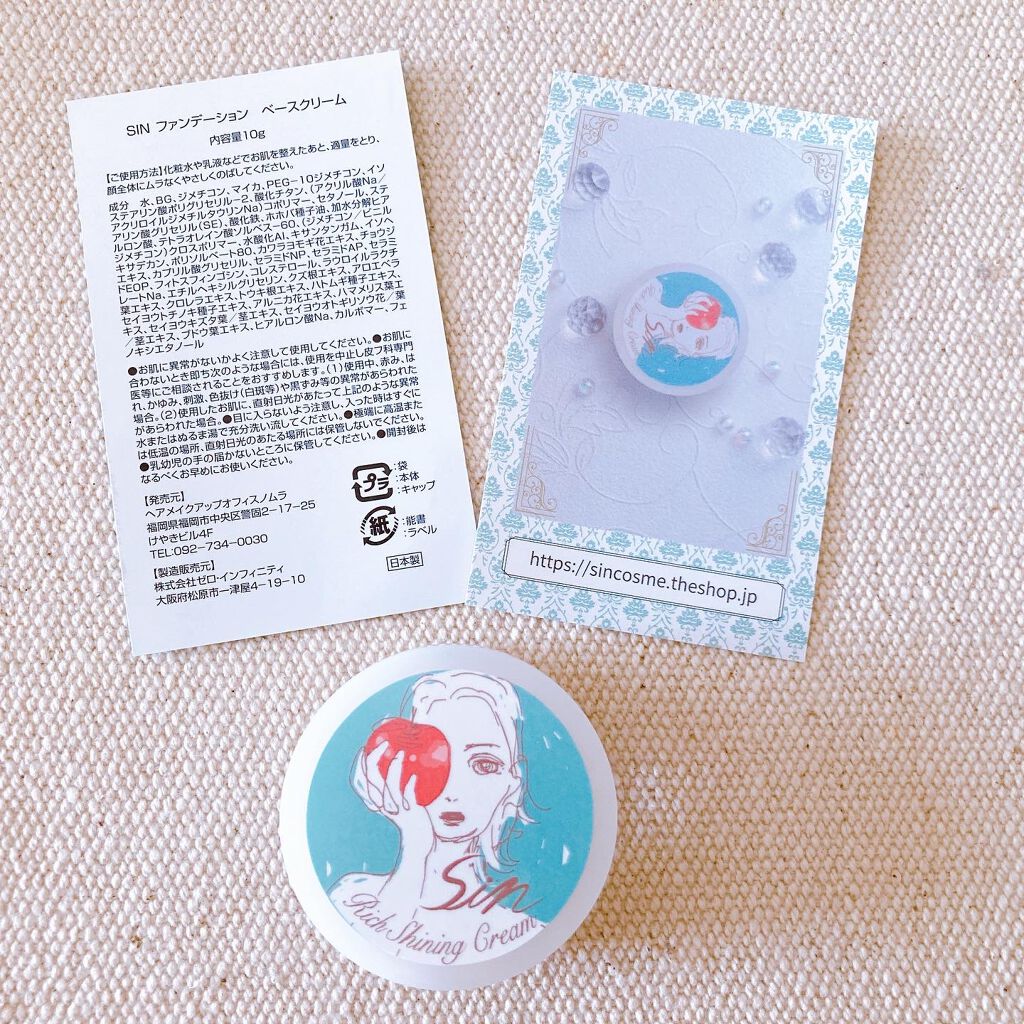 SIN ファンデーション　ベースクリーム
内容量10g
【ご使用方法】化粧水や乳液などでお肌を整えたあと、適量をとり、
顔全体にムラなくやさしくのばしてください。
成分　水、BG、ジメチコン、マイカ、PEG-10ジメチコン、イソ
ステアリン酸ポリグリセリル-2、酸化チタン、(アクリル酸Na／
アクリロイルジメチルタウリンNa)コポリマー、セタノール、ステ
アリン酸グリセリル(SE)、酸化鉄、ホホバ種子油、加水分解ヒア
ルロン酸、テトラオレイン酸ソルベス-60、(ジメチコン／ビニル
ジメチコン)クロスポリマー、水酸化Al、キサンタンガム、イソヘ
キサデカン、ポリソルベート80、カワラヨモギ花エキス、チョウジ
エキス、カプリル酸グリセリル、セラミドNP、セラミドAP、セラミ
ドEOP、フィトスフィンゴシン、コレステロール、ラウロイルラクチ
レートNa、エチルヘキシルグリセリン、クズ根エキス、アロエベラ
葉エキス、クロレラエキス、トウキ根エキス、ハトムギ種子エキス、
セイヨウトチノキ種子エキス、アルニカ花エキス、ハマメリス葉エ
キス、セイヨウキズタ葉／茎エキス、セイヨウオトギリソウ花／葉
／茎エキス、ブドウ葉エキス、ヒアルロン酸Na、カルボマー、フェ
ノキシエタノール
●お肌に異常がないかよく注意して使用してください。●お肌に
合わないとき即ち次のような場合には、使用を中止し皮フ科専門
医等にご相談されることをおすすめします。(1)使用中、赤み、は
れ、かゆみ、刺激、色抜け(白斑等)や黒ずみ等の異常があらわれた
場合。(2)使用したお肌に、直射日光があたって上記のような異常
があらわれた場合。●目に入らないよう注意し、入った時はすぐに
水またはぬるま湯で充分洗い流してください。●極端に高温また
は低温の場所、直射日光のあたる場所には保管しないでください。
●乳幼児の手の届かないところに保管してください。●開封後は
なるべくお早めにお使いください。
【発売元】
ヘアメイクアップオフィスノムラ
福岡県福岡市中央区警固2-17-25
けやきビル4F
TEL:092-734-0030
【製造販売元】
株式会社ゼロ・インフィニティ
大阪府松原市一津屋4-19-10
プラ
:袋
:本体
:キャップ
紙
:能書
:ラベル
日本製
Sin
Rich Shining Cream
https://sincosme.theshop.jp
Sin
Rich Shining Cream